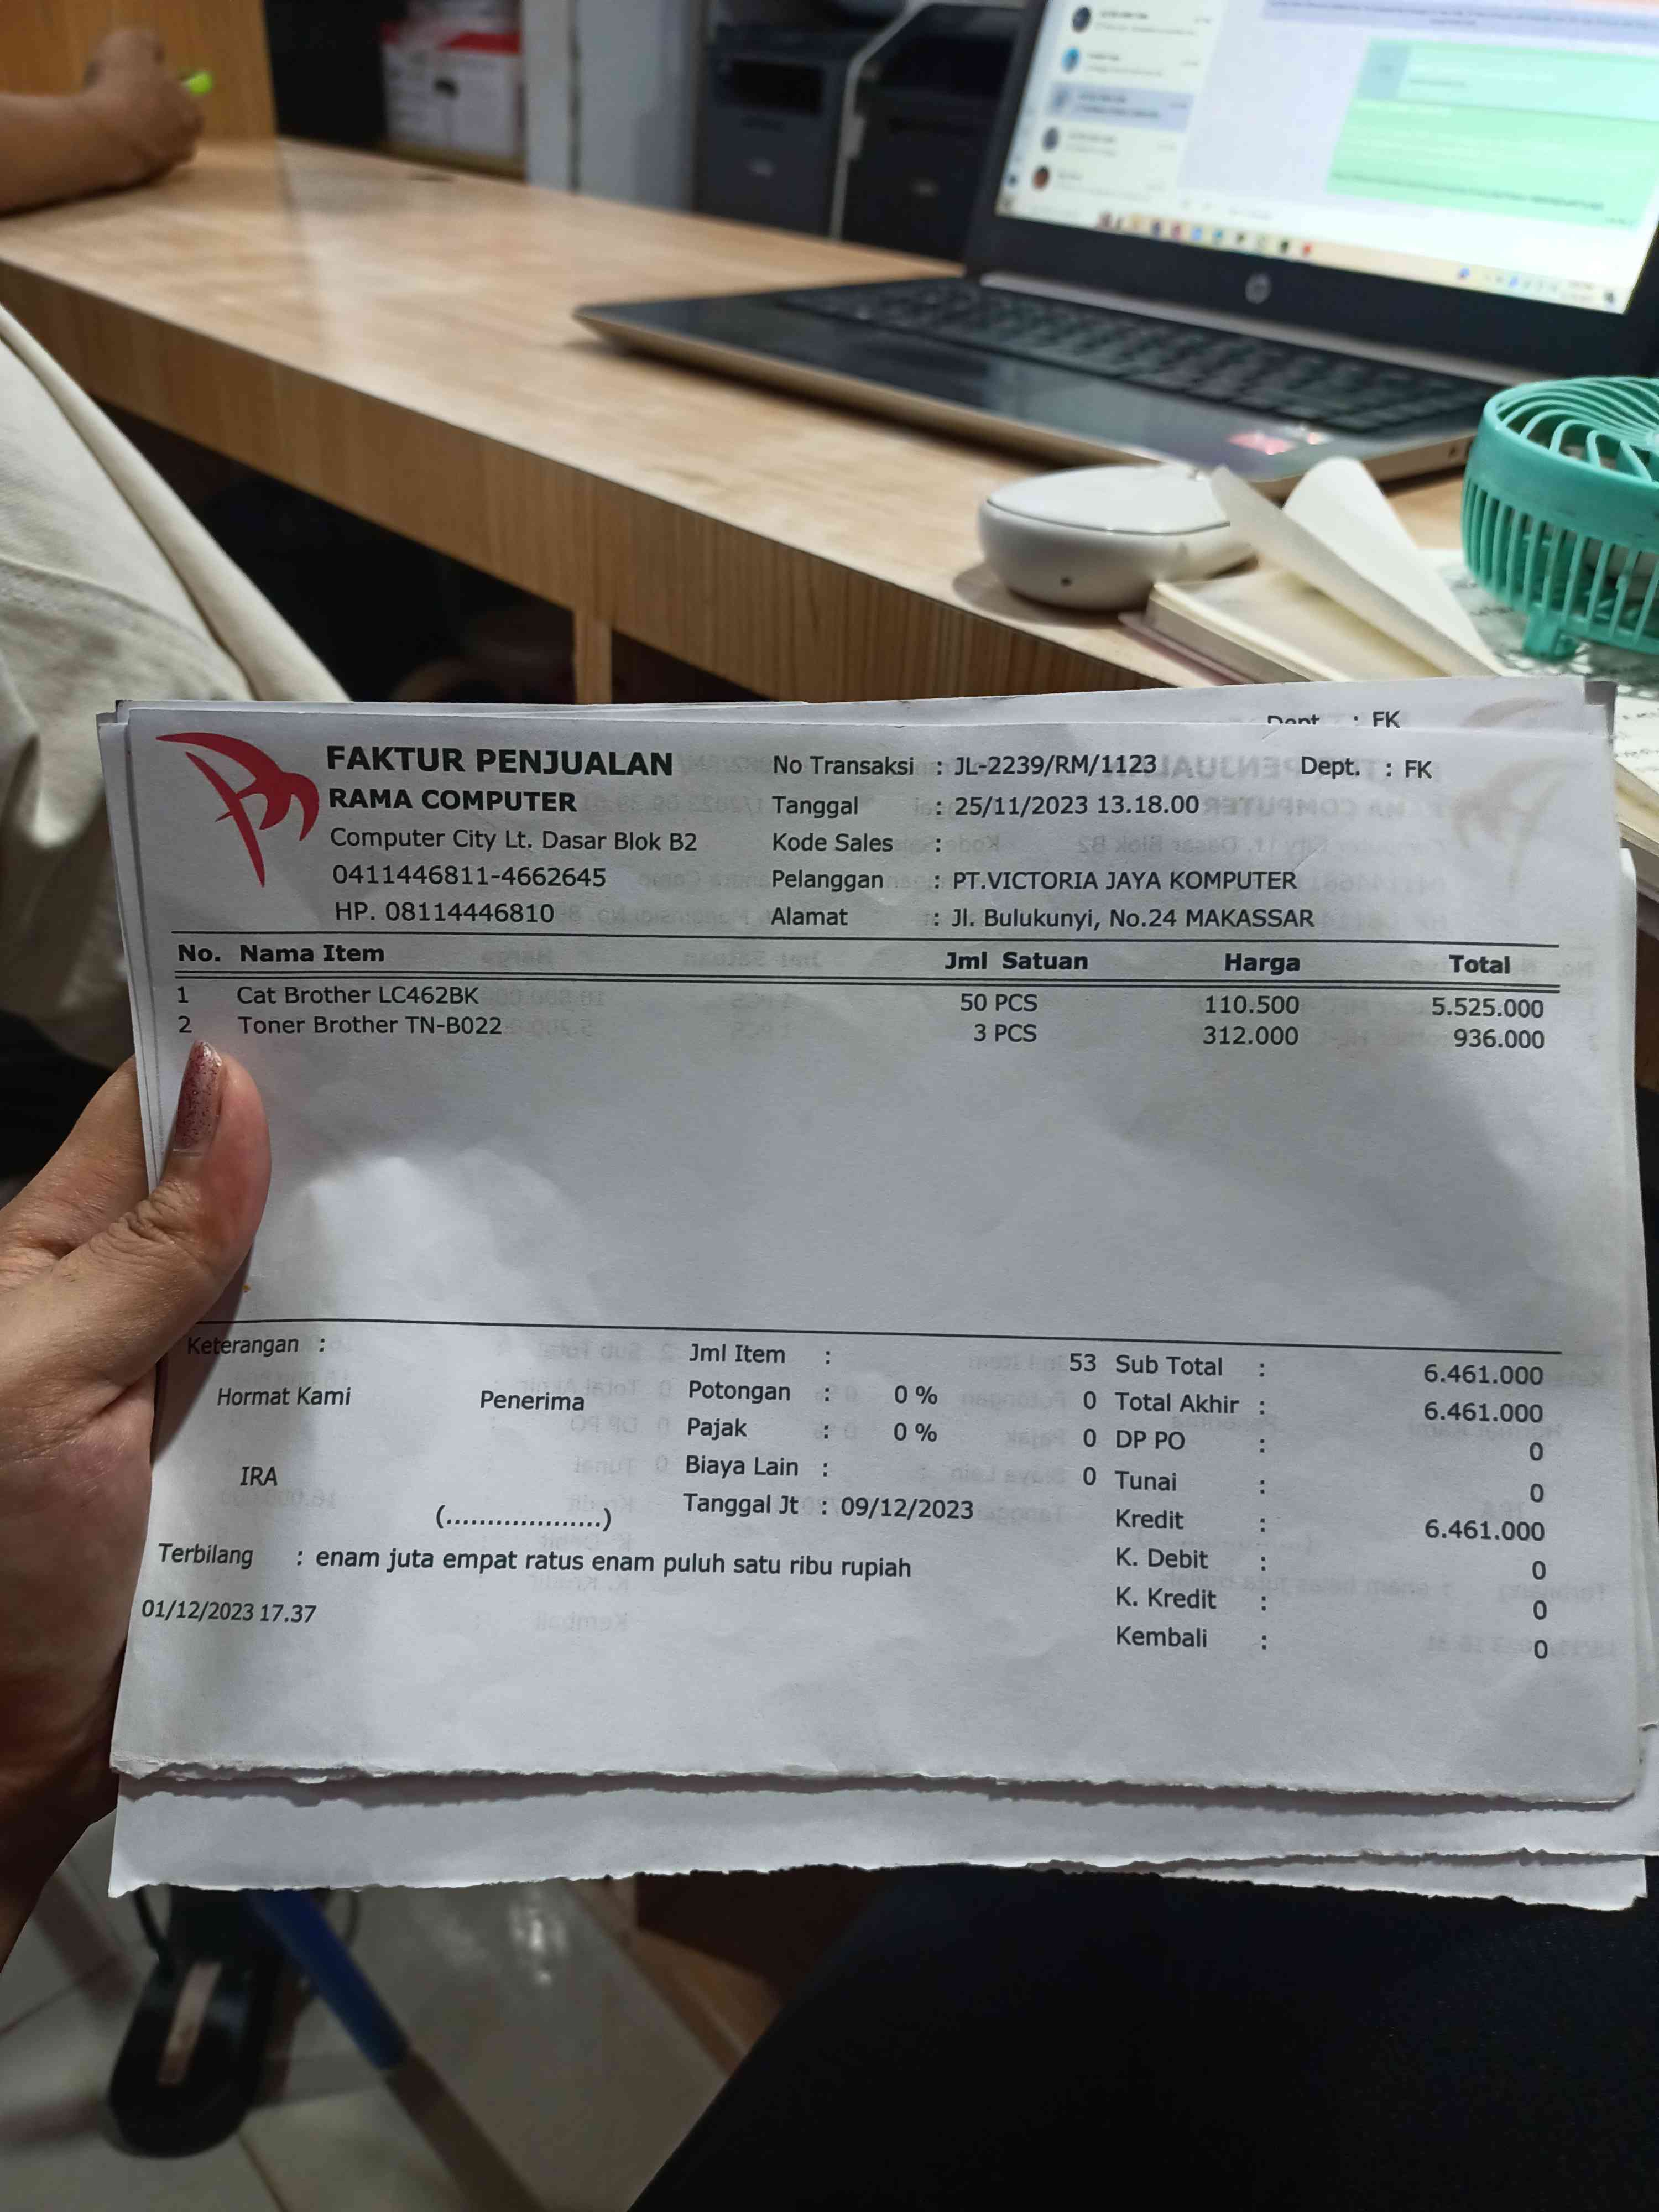 Dept. : FK
FAKTUR PENJUALAN
RAMA COMPUTER
Computer City Lt. Dasar Blok B2
0411446811-4662645
HP. 08114446810
No Transaksi : JL-2239/RM/1123 Dept. : FK
Tanggal : 25/11/2023 13.18.00
Kode Sales :
Pelanggan : PT.VICTORIA JAYA KOMPUTER
Alamat : Jl. Bulukunyi, No.24 MAKASSAR
No. Nama Item Jml Satuan Harga Total
1 Cat Brother LC462BK 50 PCS 110.500 5.525.000
2 Toner Brother TN-B022 3 PCS 312.000 936.000
Keterangan :
Hormat Kami Penerima
IRA
(...................)
Jml Item : 53
Potongan : 0 % 0
Pajak : 0 % 0
Biaya Lain : 0
Tanggal Jt : 09/12/2023
Sub Total : 6.461.000
Total Akhir : 6.461.000
DP PO : 0
Tunai : 0
Kredit : 6.461.000
K. Debit : 0
K. Kredit : 0
Kembali : 0
Terbilang : enam juta empat ratus enam puluh satu ribu rupiah
01/12/2023 17.37